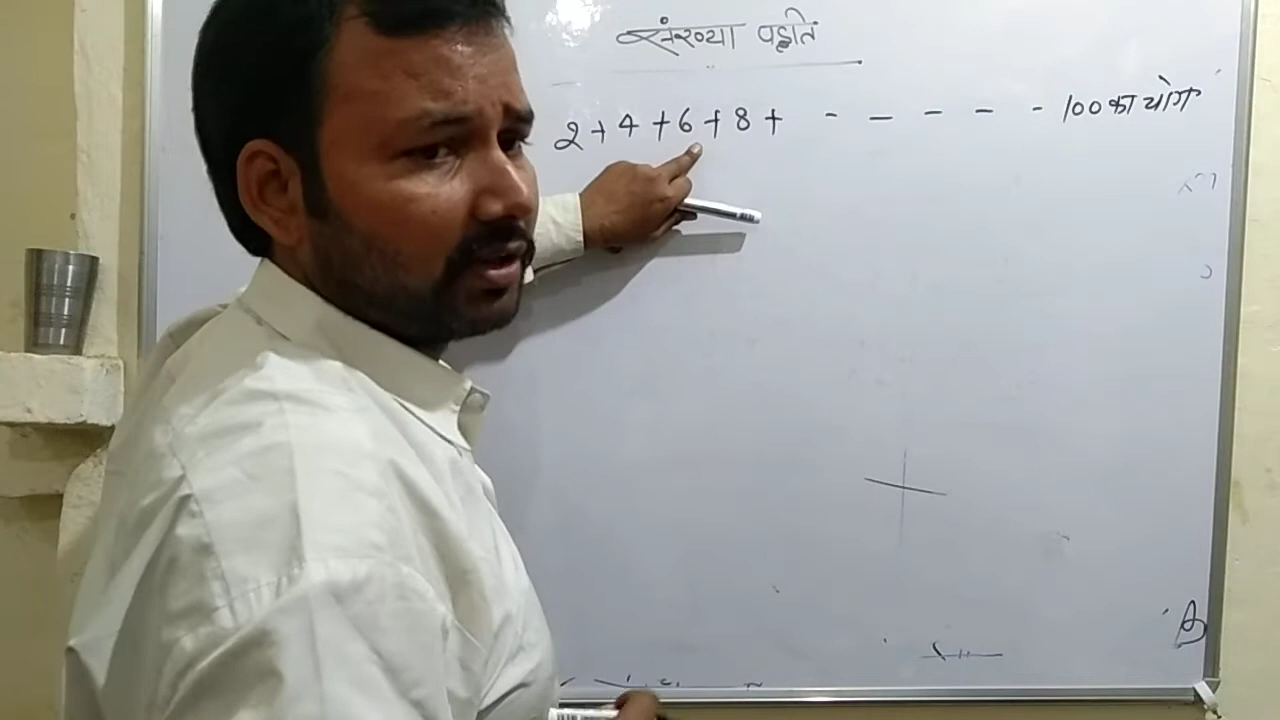 संख्या पद्धति
2 + 4 + 6 + 8 + - - - - - 100 का योग